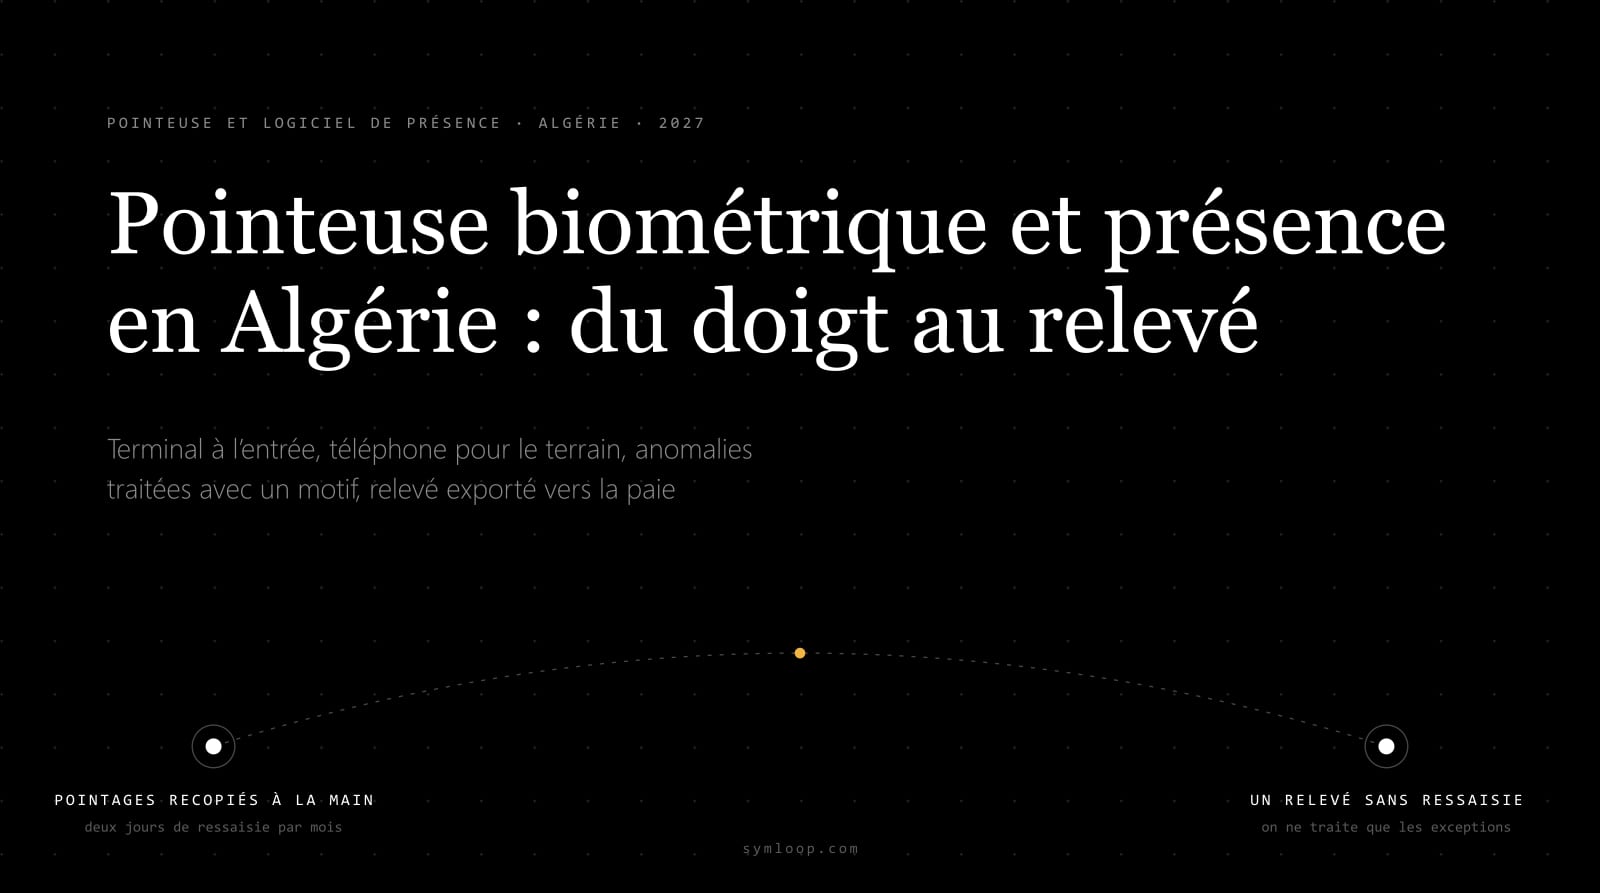 POINTEUSE ET LOGICIEL DE PRÉSENCE · ALGÉRIE · 2027
Pointeuse biométrique et présence
en Algérie : du doigt au relevé
Terminal à l’entrée, téléphone pour le terrain, anomalies
traitées avec un motif, relevé exporté vers la paie
POINTAGES RECOPIÉS À LA MAIN
deux jours de ressaisie par mois
UN RELEVÉ SANS RESSAISIE
on ne traite que les exceptions
symloop.com